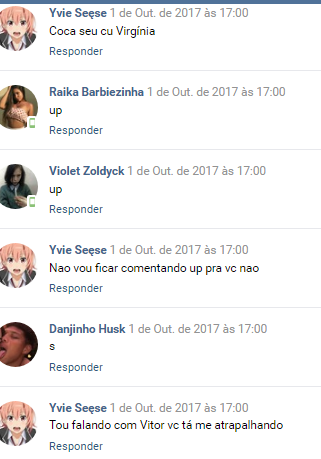 Yvie Seęse 1 de Out. de 2017 às 17:00
Coca seu cu Virgínia
Responder
Raika Barbiezinha 1 de Out. de 2017 às 17:00
up
Responder
Violet Zoldyck 1 de Out. de 2017 às 17:00
up
Responder
Yvie Seęse 1 de Out. de 2017 às 17:00
Nao vou ficar comentando up pra vc nao
Responder
Danjinho Husk 1 de Out. de 2017 às 17:00
s
Responder
Yvie Seęse 1 de Out. de 2017 às 17:00
Tou falando com Vitor vc tá me atrapalhando
Responder